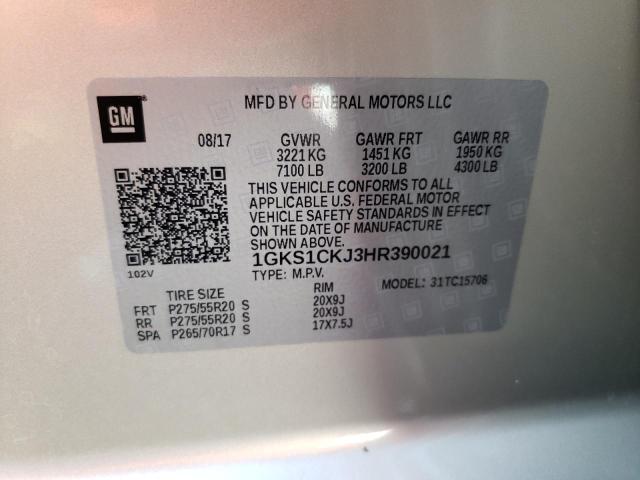 GM
MFD BY GENERAL MOTORS LLC
08/17 GVWR GAWR FRT GAWR RR
3221 KG 1451 KG 1950 KG
7100 LB 3200 LB 4300 LB
THIS VEHICLE CONFORMS TO ALL
APPLICABLE U.S. FEDERAL MOTOR
VEHICLE SAFETY STANDARDS IN EFFECT
ON THE DATE OF MANUFACTURE
SHOWN ABOVE.
1GKS1CKJ3HR390021
102V
TYPE: M.P.V. MODEL: 31TC15706
TIRE SIZE RIM
FRT P275/55R20 S 20X9J
RR P275/55R20 S 20X9J
SPA P265/70R17 S 17X7.5J